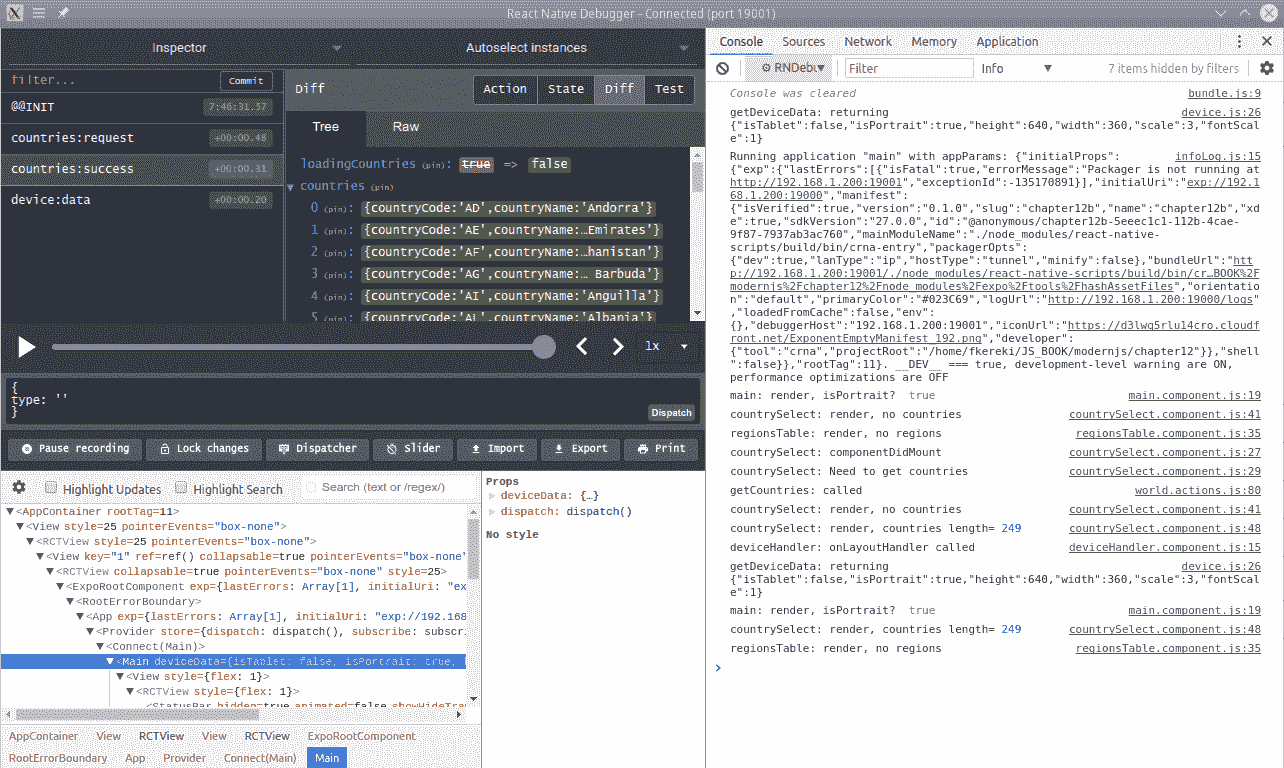 React Native Debugger - Connected (port 19001)
Inspector
Autoselect instances
filter...
Commit
@@INIT
7:46:31.57
countries:request
+00:00.48
countries:success
+00:00.31
device:data
+00:00.20
Diff
Action
State
Diff
Test
Tree
Raw
loadingCountries (pin): true => false
countries (pin)
0 (pin): {countryCode:'AD',countryName:'Andorra'}
1 (pin): {countryCode:'AE',countryName:…Emirates'}
2 (pin): {countryCode:'AF',countryName:…hanistan'}
3 (pin): {countryCode:'AG',countryName:… Barbuda'}
4 (pin): {countryCode:'AI',countryName:'Anguilla'}
5 (pin): {countryCode:'AL',countryName:'Albania'}
1x
{
type: ''
}
Dispatch
Pause recording
Lock changes
Dispatcher
Slider
Import
Export
Print
Highlight Updates
Highlight Search
Search (text or /regex/)
<AppContainer rootTag=11>
<View style=25 pointerEvents="box-none">
<RCTView style=25 pointerEvents="box-none">
<View key="1" ref=ref() collapsable=true pointerEvents="box-none"
<RCTView collapsable=true pointerEvents="box-none" style=25>
<ExpoRootComponent exp={lastErrors: Array[1], initialUri: "ex
<RootErrorBoundary>
<App exp={lastErrors: Array[1], initialUri: "exp://192.168
<Provider store={dispatch: dispatch(), subscribe: subscri
<Connect(Main)>
<Main deviceData={isTablet: false, isPortrait: true,
<View style={flex: 1}>
<RCTView style={flex: 1}>
<StatusBar hidden=true animated=false showHideTran
AppContainer View RCTView View RCTView ExpoRootComponent
RootErrorBoundary App Provider Connect(Main) Main
Props
deviceData: {…}
dispatch: dispatch()
No style
Console
Sources
Network
Memory
Application
RNDebu
Filter
Info
7 items hidden by filters
Console was cleared bundle.js:9
getDeviceData: returning device.js:26
{"isTablet":false,"isPortrait":true,"height":640,"width":360,"scale":3,"fontScal
e":1}
Running application "main" with appParams: {"initialProps": infoLog.js:15
{"exp":{"lastErrors":[{"isFatal":true,"errorMessage":"Packager is not running at
http://192.168.1.200:19001","exceptionId":-135170891}],"initialUri":"exp://192.16
8.1.200:19000","manifest":
{"isVerified":true,"version":"0.1.0","slug":"chapter12b","name":"chapter12b","xd
e":true,"sdkVersion":"27.0.0","id":"@anonymous/chapter12b-5eeec1c1-112b-4cae-
9f87-7937ab3ac760","mainModuleName":"./node_modules/react-native-
scripts/build/bin/crna-entry","packagerOpts":
{"dev":true,"lanType":"ip","hostType":"tunnel","minify":false},"bundleUrl":"htt
p://192.168.1.200:19001/./node_modules/react-native-scripts/build/bin/cr…BOOK%2F
modernjs%2Fchapter12%2Fnode_modules%2Fexpo%2Ftools%2FhashAssetFiles","orientatio
n":"default","primaryColor":"#023C69","logUrl":"http://192.168.1.200:19000/logs"
,"loadedFromCache":false,"env":
{},"debuggerHost":"192.168.1.200:19001","iconUrl":"https://d3lwq5rlu14cro.cloudf
ront.net/ExponentEmptyManifest_192.png","developer":
{"tool":"crna","projectRoot":"/home/fkereki/JS_BOOK/modernjs/chapter12"}},"shell"
:false}},"rootTag":11}. __DEV__ === true, development-level warning are ON,
performance optimizations are OFF
main: render, isPortrait? true main.component.js:19
countrySelect: render, no countries countrySelect.component.js:41
regionsTable: render, no regions regionsTable.component.js:35
countrySelect: componentDidMount countrySelect.component.js:27
countrySelect: Need to get countries countrySelect.component.js:29
getCountries: called world.actions.js:80
countrySelect: render, no countries countrySelect.component.js:41
countrySelect: render, countries length= 249 countrySelect.component.js:48
deviceHandler: onLayoutHandler called deviceHandler.component.js:15
getDeviceData: returning device.js:26
{"isTablet":false,"isPortrait":true,"height":640,"width":360,"scale":3,"fontScal
e":1}
main: render, isPortrait? true main.component.js:19
countrySelect: render, countries length= 249 countrySelect.component.js:48
regionsTable: render, no regions regionsTable.component.js:35